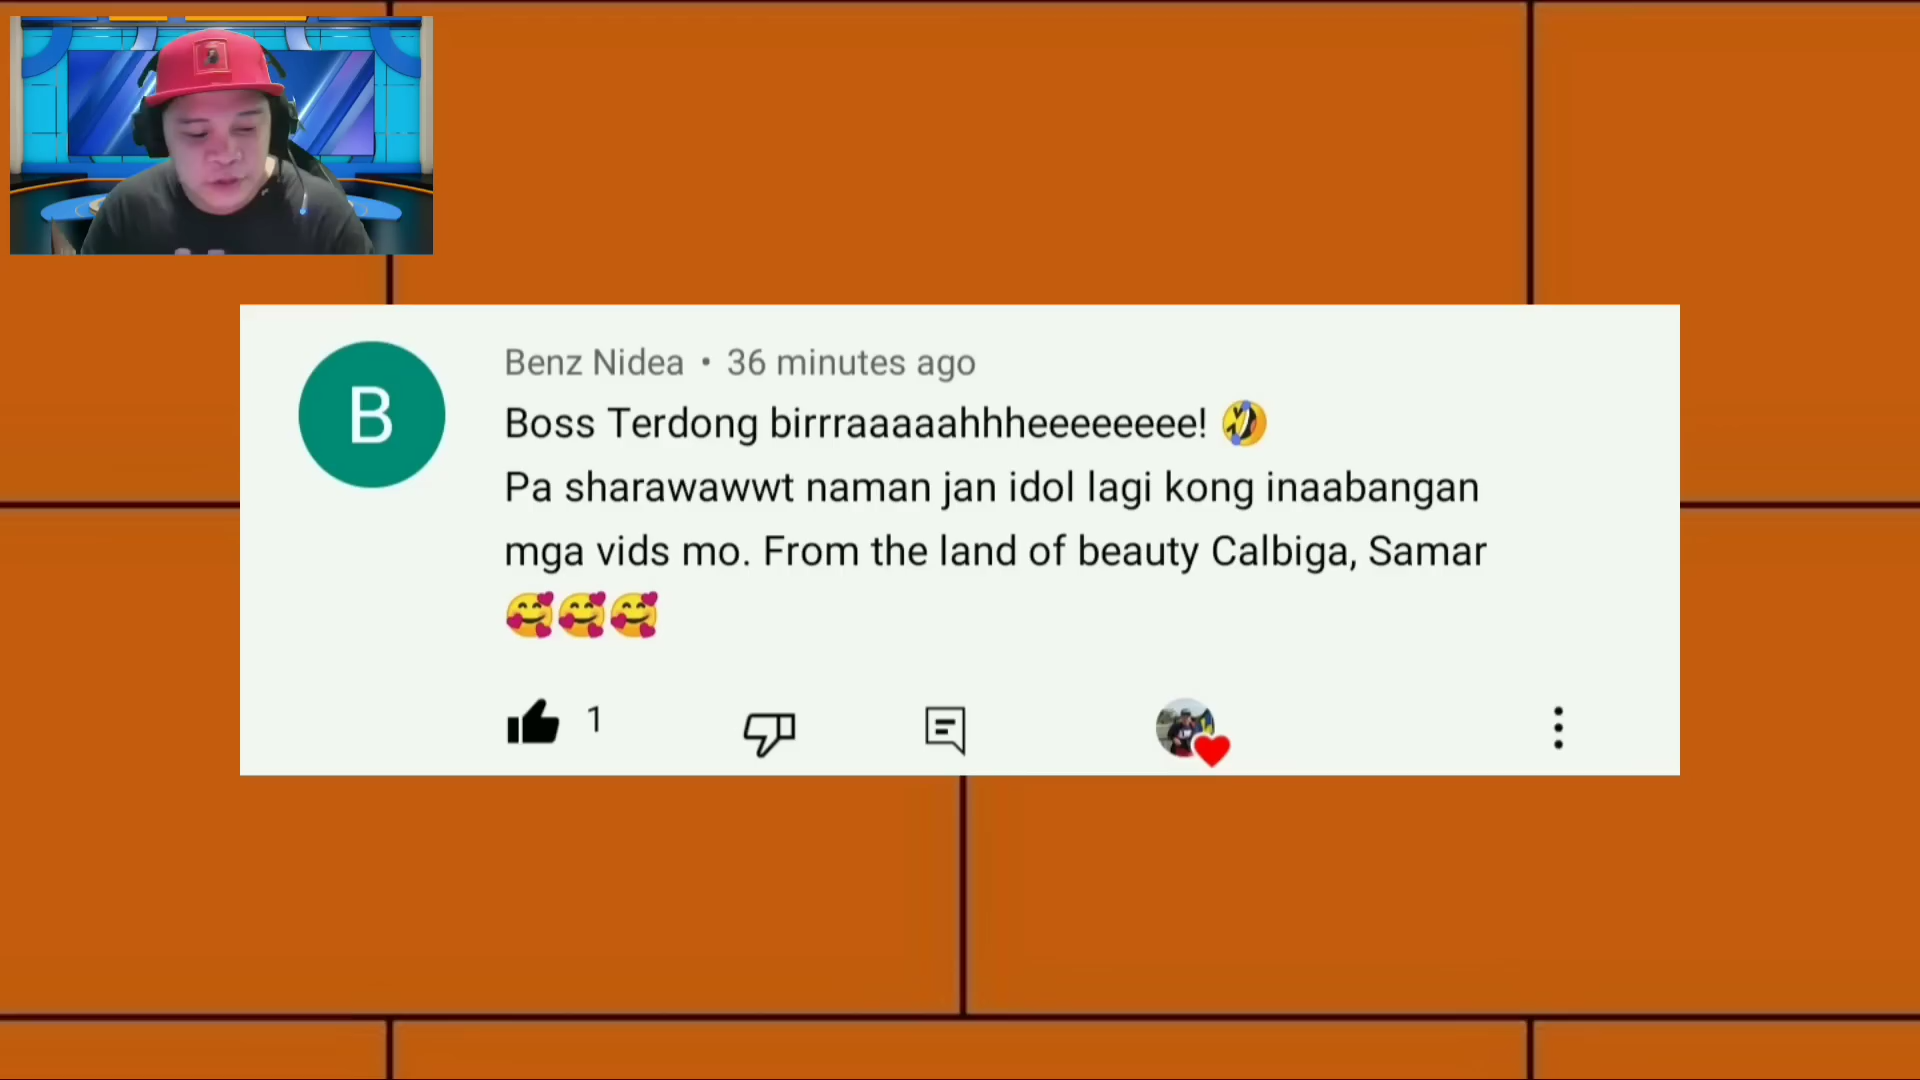 B
Benz Nidea • 36 minutes ago
Boss Terdong birrraaaaahhheeeeeeee! 🤣
Pa sharawawwt naman jan idol lagi kong inaabangan
mga vids mo. From the land of beauty Calbiga, Samar
🥰🥰🥰
1